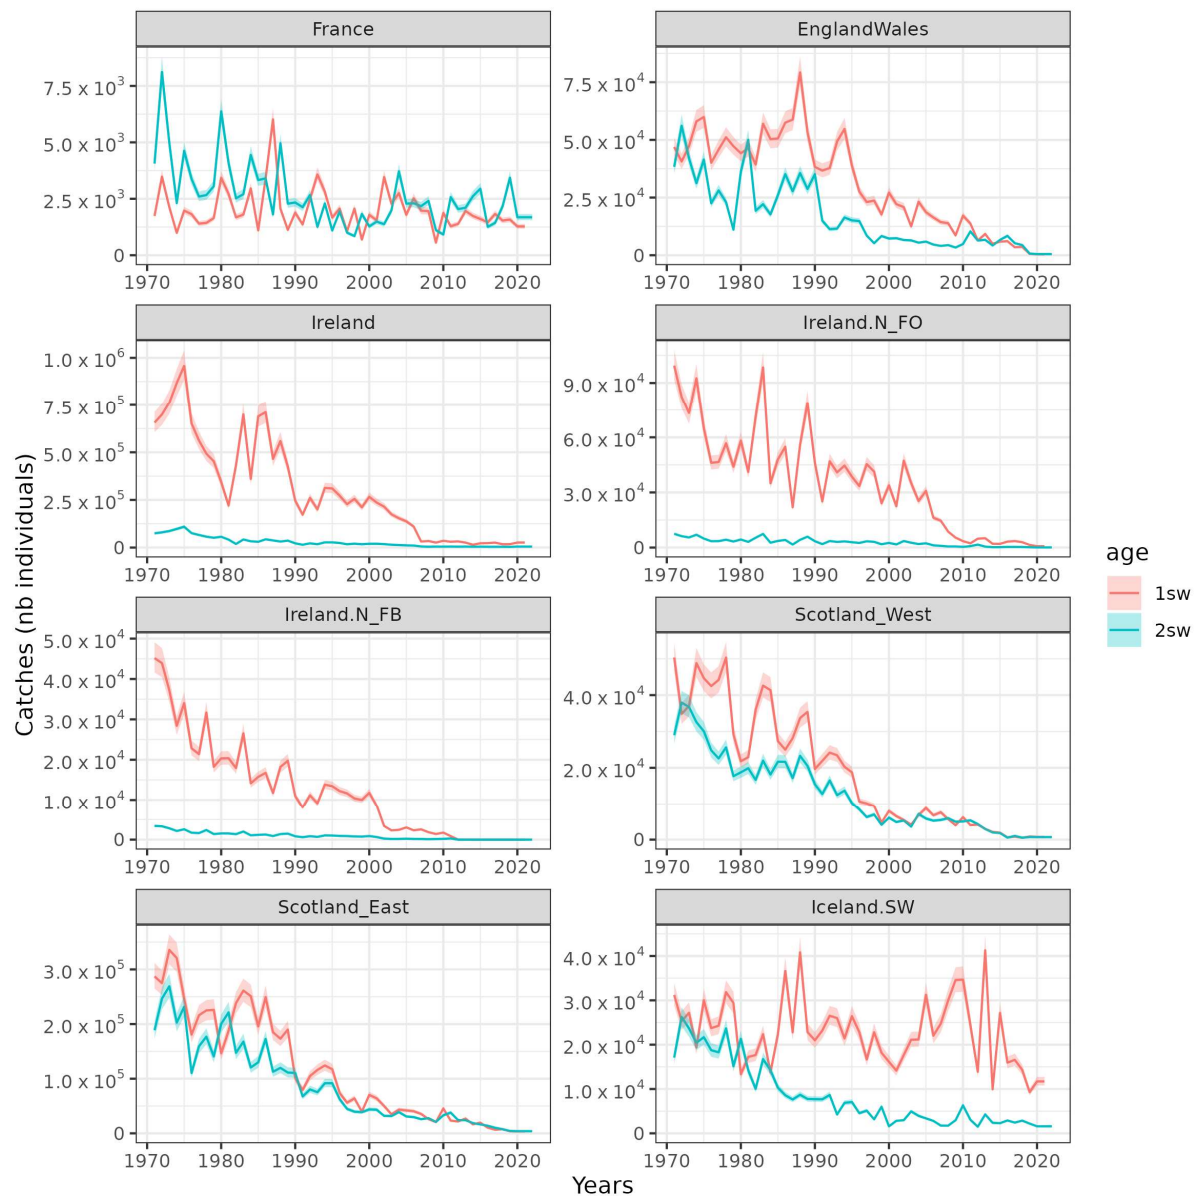 France
EnglandWales
7.5 x 10³
5.0 x 10³
2.5 x 10³
0
1970 1980 1990 2000 2010 2020
7.5 x 10⁴
5.0 x 10⁴
2.5 x 10⁴
0
1970 1980 1990 2000 2010 2020
Ireland
Ireland.N_FO
1.0 x 10⁶
7.5 x 10⁵
5.0 x 10⁵
2.5 x 10⁵
0
1970 1980 1990 2000 2010 2020
9.0 x 10⁴
6.0 x 10⁴
3.0 x 10⁴
0
1970 1980 1990 2000 2010 2020
Catches (nb individuals)
age
1sw
2sw
Ireland.N_FB
Scotland_West
5.0 x 10⁴
4.0 x 10⁴
3.0 x 10⁴
2.0 x 10⁴
1.0 x 10⁴
0
1970 1980 1990 2000 2010 2020
4.0 x 10⁴
2.0 x 10⁴
0
1970 1980 1990 2000 2010 2020
Scotland_East
Iceland.SW
3.0 x 10⁵
2.0 x 10⁵
1.0 x 10⁵
0
1970 1980 1990 2000 2010 2020
4.0 x 10⁴
3.0 x 10⁴
2.0 x 10⁴
1.0 x 10⁴
0
1970 1980 1990 2000 2010 2020
Years